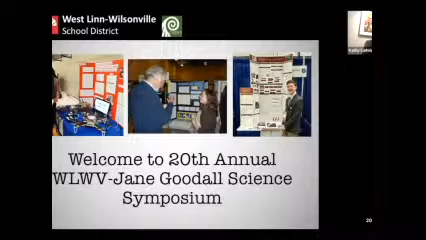 West Linn-Wilsonville
School District
Welcome to 20th Annual
WLWV-Jane Goodall Science
Symposium
20